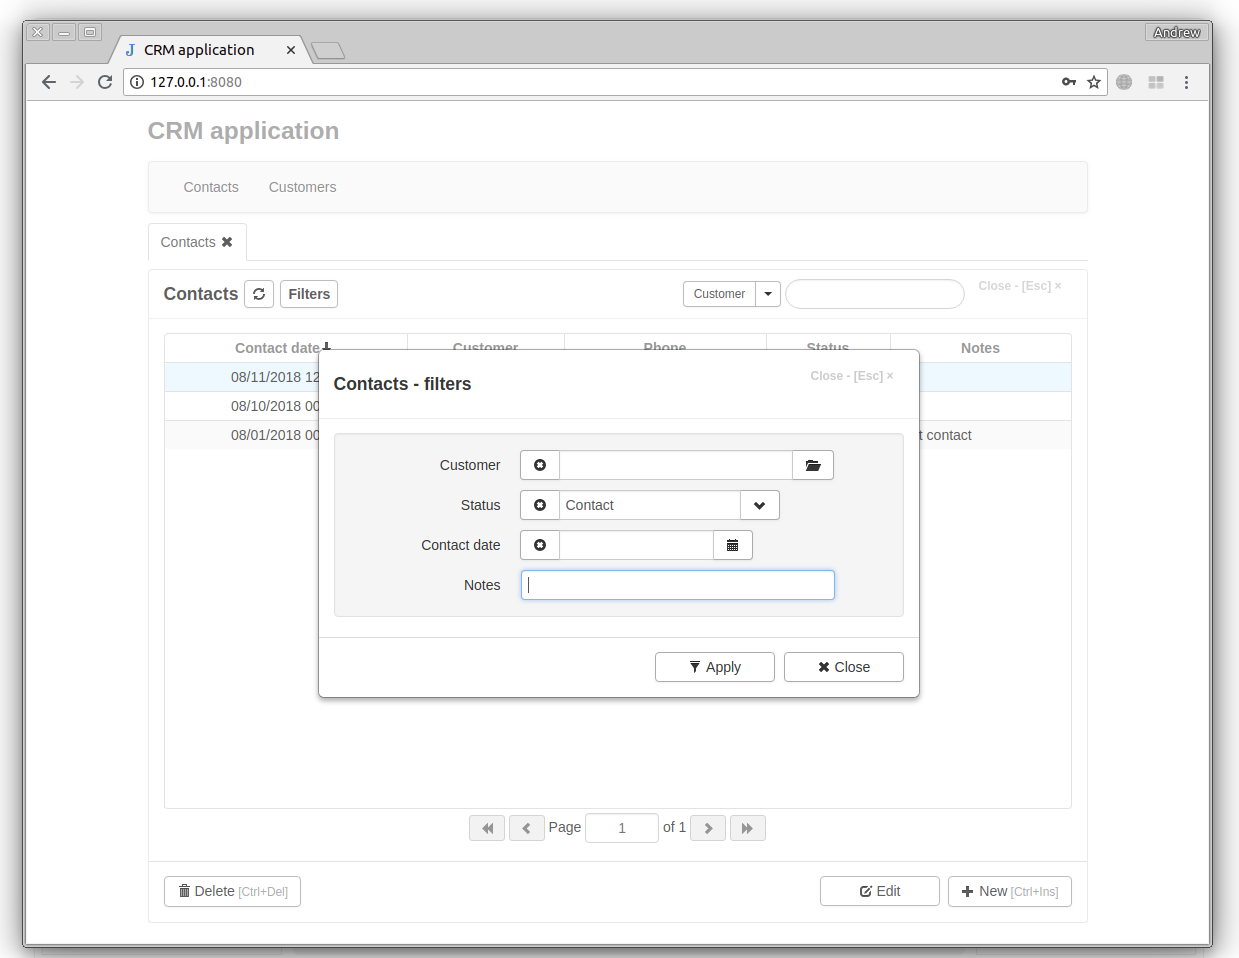 Andrew
CRM application
127.0.0.1:8080
CRM application
Contacts Customers
Contacts
Contacts Filters Customer Close - [Esc] ×
Contact date Customer Phone Status Notes
08/11/2018 12
08/10/2018 00
08/01/2018 00 t contact
Contacts - filters Close - [Esc] ×
Customer
Status Contact
Contact date
Notes
Apply Close
Page 1 of 1
Delete [Ctrl+Del] Edit New [Ctrl+Ins]